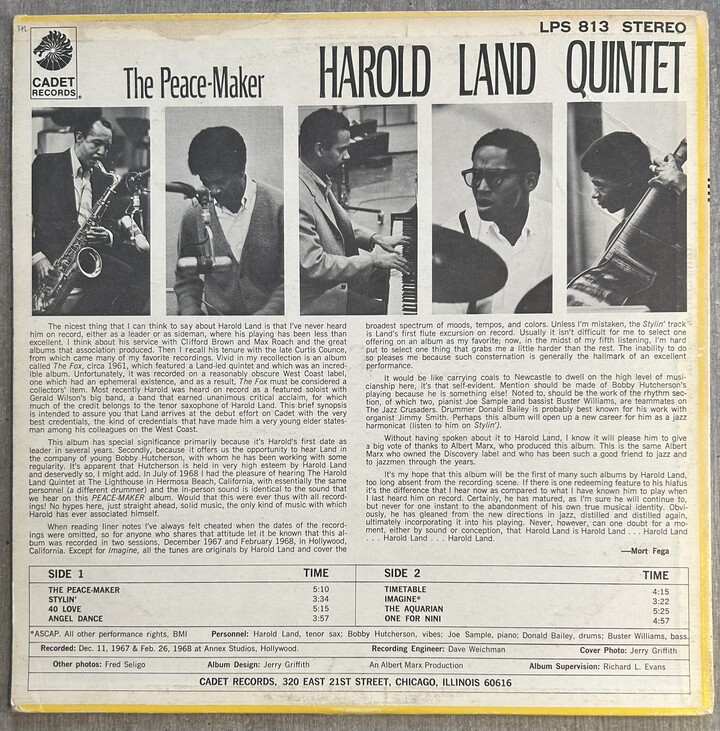 LPS 813 STEREO
CADET
RECORDS®
The Peace-Maker HAROLD LAND QUINTET
The nicest thing that I can think to say about Harold Land is that I've never heard
him on record, either as a leader or as sideman, where his playing has been less than
excellent. I think about his service with Clifford Brown and Max Roach and the great
albums that association produced. Then I recall his tenure with the late Curtis Counce,
from which came many of my favorite recordings. Vivid in my recollection is an album
called The Fox, circa 1961, which featured a Land-led quintet and which was an incred-
ible album. Unfortunately, it was recorded on a reasonably obscure West Coast label,
one which had an ephemeral existence, and as a result, The Fox must be considered a
collectors' item. Most recently Harold was heard on record as a featured soloist with
Gerald Wilson's big band, a band that earned unanimous critical acclaim, for which
much of the credit belongs to the tenor saxophone of Harold Land. This brief synopsis
is intended to assure you that Land arrives at the debut effort on Cadet with the very
best credentials, the kind of credentials that have made him a very young elder states-
man among his colleagues on the West Coast.
This album has special significance primarily because it's Harold's first date as
leader in several years. Secondly, because it offers us the opportunity to hear Land in
the company of young Bobby Hutcherson, with whom he has been working with some
regularity. It's apparent that Hutcherson is held in very high esteem by Harold Land
and deservedly so, I might add. In July of 1968 I had the pleasure of hearing The Harold
Land Quintet at The Lighthouse in Hermosa Beach, California, with essentially the same
personnel (a different drummer) and the in-person sound is identical to the sound that
we hear on this PEACE-MAKER album. Would that this were ever thus with all record-
ings! No hypes here, just straight ahead, solid music, the only kind of music with which
Harold has ever associated himself.
When reading liner notes I've always felt cheated when the dates of the record-
ings were omitted, so for anyone who shares that attitude let it be known that this al-
bum was recorded in two sessions, December 1967 and February 1968, in Hollywood,
California. Except for Imagine, all the tunes are originals by Harold Land and cover the
broadest spectrum of moods, tempos, and colors. Unless I'm mistaken, the Stylin' track
is Land's first flute excursion on record. Usually it isn't difficult for me to select one
offering on an album as my favorite; now, in the midst of my fifth listening, I'm hard
put to select one thing that grabs me a little harder than the rest. The inability to do
so pleases me because such consternation is generally the hallmark of an excellent
performance.
It would be like carrying coals to Newcastle to dwell on the high level of musi-
cianship here, it's that self-evident. Mention should be made of Bobby Hutcherson's
playing because he is something else! Noted to, should be the work of the rhythm sec-
tion, of which two, pianist Joe Sample and bassist Buster Williams, are teammates on
The Jazz Crusaders. Drummer Donald Bailey is probably best known for his work with
organist Jimmy Smith. Perhaps this album will open up a new career for him as a jazz
harmonicat (listen to him on Stylin').
Without having spoken about it to Harold Land, I know it will please him to give
a big vote of thanks to Albert Marx, who produced this album. This is the same Albert
Marx who owned the Discovery label and who has been such a good friend to jazz and
to jazzmen through the years.
It's my hope that this album will be the first of many such albums by Harold Land,
too long absent from the recording scene. If there is one redeeming feature to his hiatus
it's the difference I hear now as compared to what I have known him to play when
I last heard him on record. Certainly, he has matured, as I'm sure he will continue to,
but never for one instant to the abandonment of his own true musical identity. Obvi-
ously, he has gleaned from the new directions in jazz, distilled and distilled again,
ultimately incorporating it into his playing. Never, however, can one doubt for a mo-
ment, either by sound or conception, that Harold Land is Harold Land . . . Harold Land
. . . Harold Land . . . Harold Land.
—Mort Fega
SIDE 1 TIME
THE PEACE-MAKER 5:10
STYLIN' 3:34
40 LOVE 5:15
ANGEL DANCE 3:57
SIDE 2 TIME
TIMETABLE 4:15
IMAGINE* 3:22
THE AQUARIAN 5:25
ONE FOR NINI 4:57
*ASCAP. All other performance rights, BMI Personnel: Harold Land, tenor sax; Bobby Hutcherson, vibes; Joe Sample, piano; Donald Bailey, drums; Buster Williams, bass.
Recorded: Dec. 11, 1967 & Feb. 26, 1968 at Annex Studios, Hollywood. Recording Engineer: Dave Weichman Cover Photo: Jerry Griffith
Other photos: Fred Seligo Album Design: Jerry Griffith An Albert Marx Production Album Supervision: Richard L. Evans
CADET RECORDS, 320 EAST 21ST STREET, CHICAGO, ILLINOIS 60616